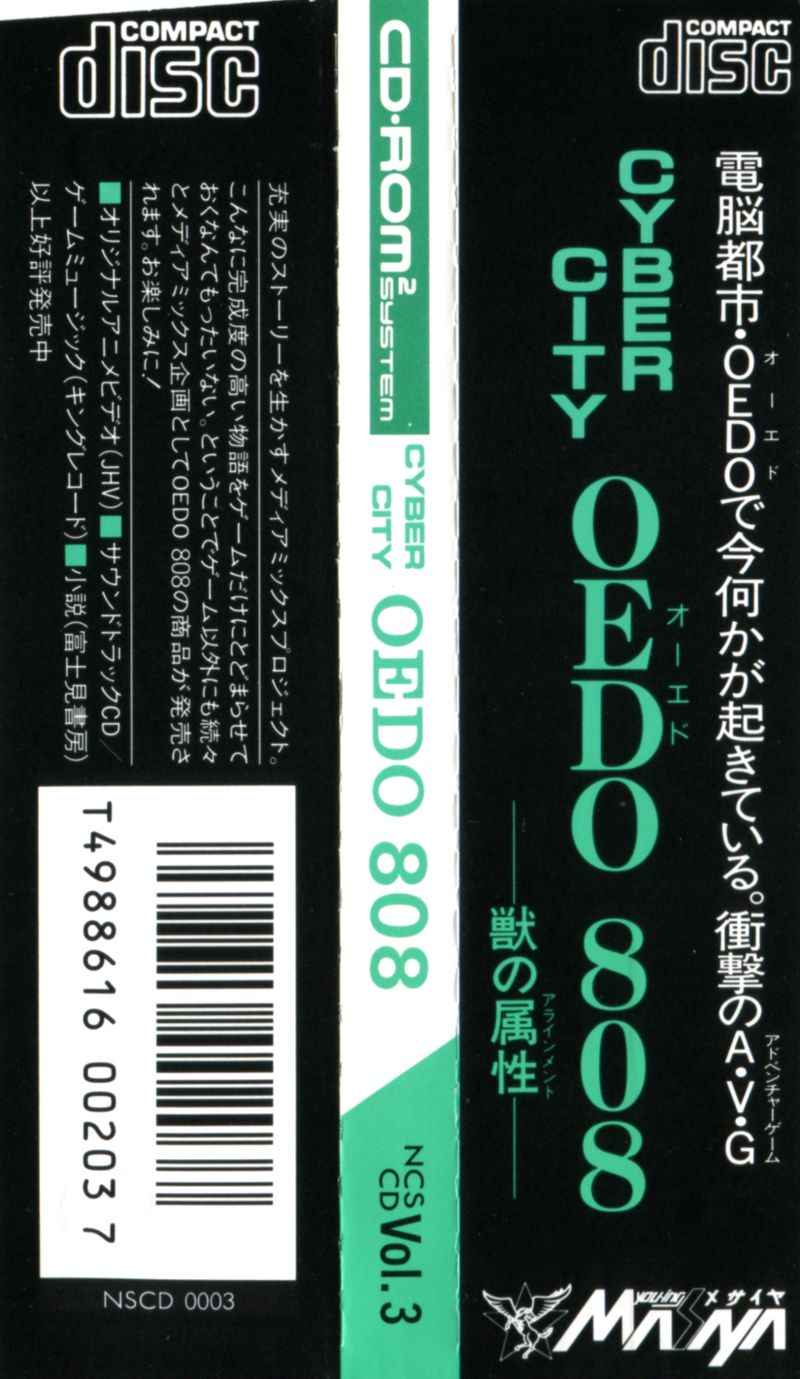 COMPACT
disc
電脳都市・OEDOで今何かが起きている。衝撃のA・V・G
オーエド
アドベンチャーゲーム
CYBER
CITY
OEDO 808
オーエド
獣の属性
アラインメント
メサイヤ
MASAYA
CD・ROM²
SYSTEM
CYBER
CITY
OEDO 808
NCS
CD
Vol.3
COMPACT
disc
充実のストーリーを生かすメディアミックスプロジェクト。
こんなに完成度の高い物語をゲームだけにとどまらせて
おくなんてもったいない。ということでゲーム以外にも続々
とメディアミックス企画としてOEDO 808の商品が発売さ
れます。お楽しみに!
■オリジナルアニメビデオ(JHV)■サウンドトラックCD/
ゲームミュージック(キングレコード)■小説(富士見書房)
以上好評発売中
T4988616 00203 7
NSCD 0003